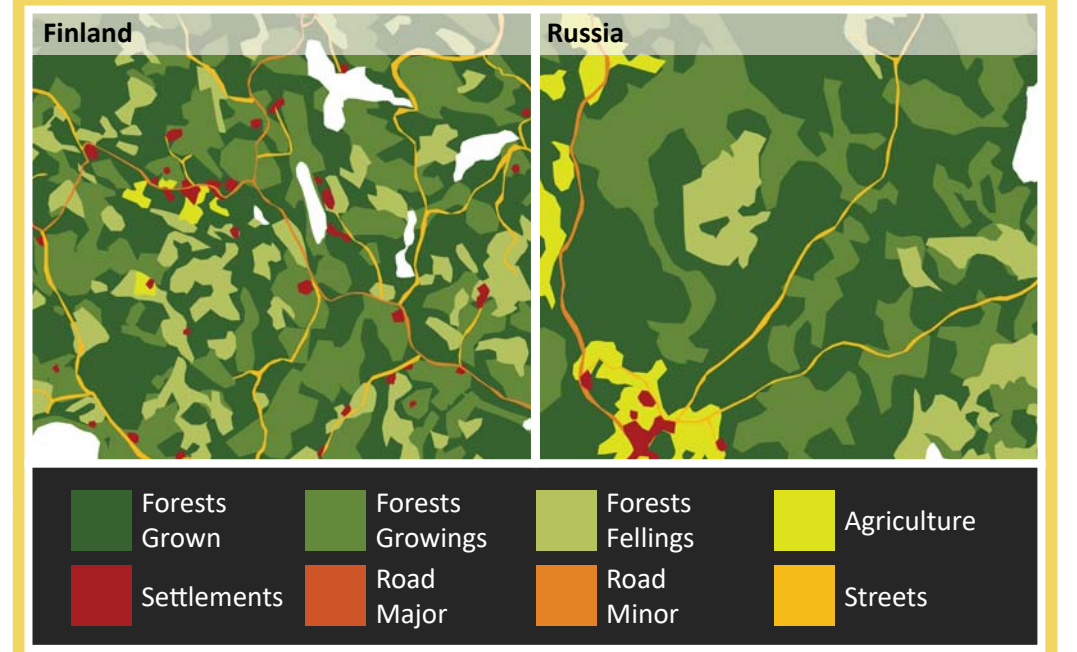 Finland
Russia
Forests
Grown
Forests
Growings
Forests
Fellings
Agriculture
Settlements
Road
Major
Road
Minor
Streets